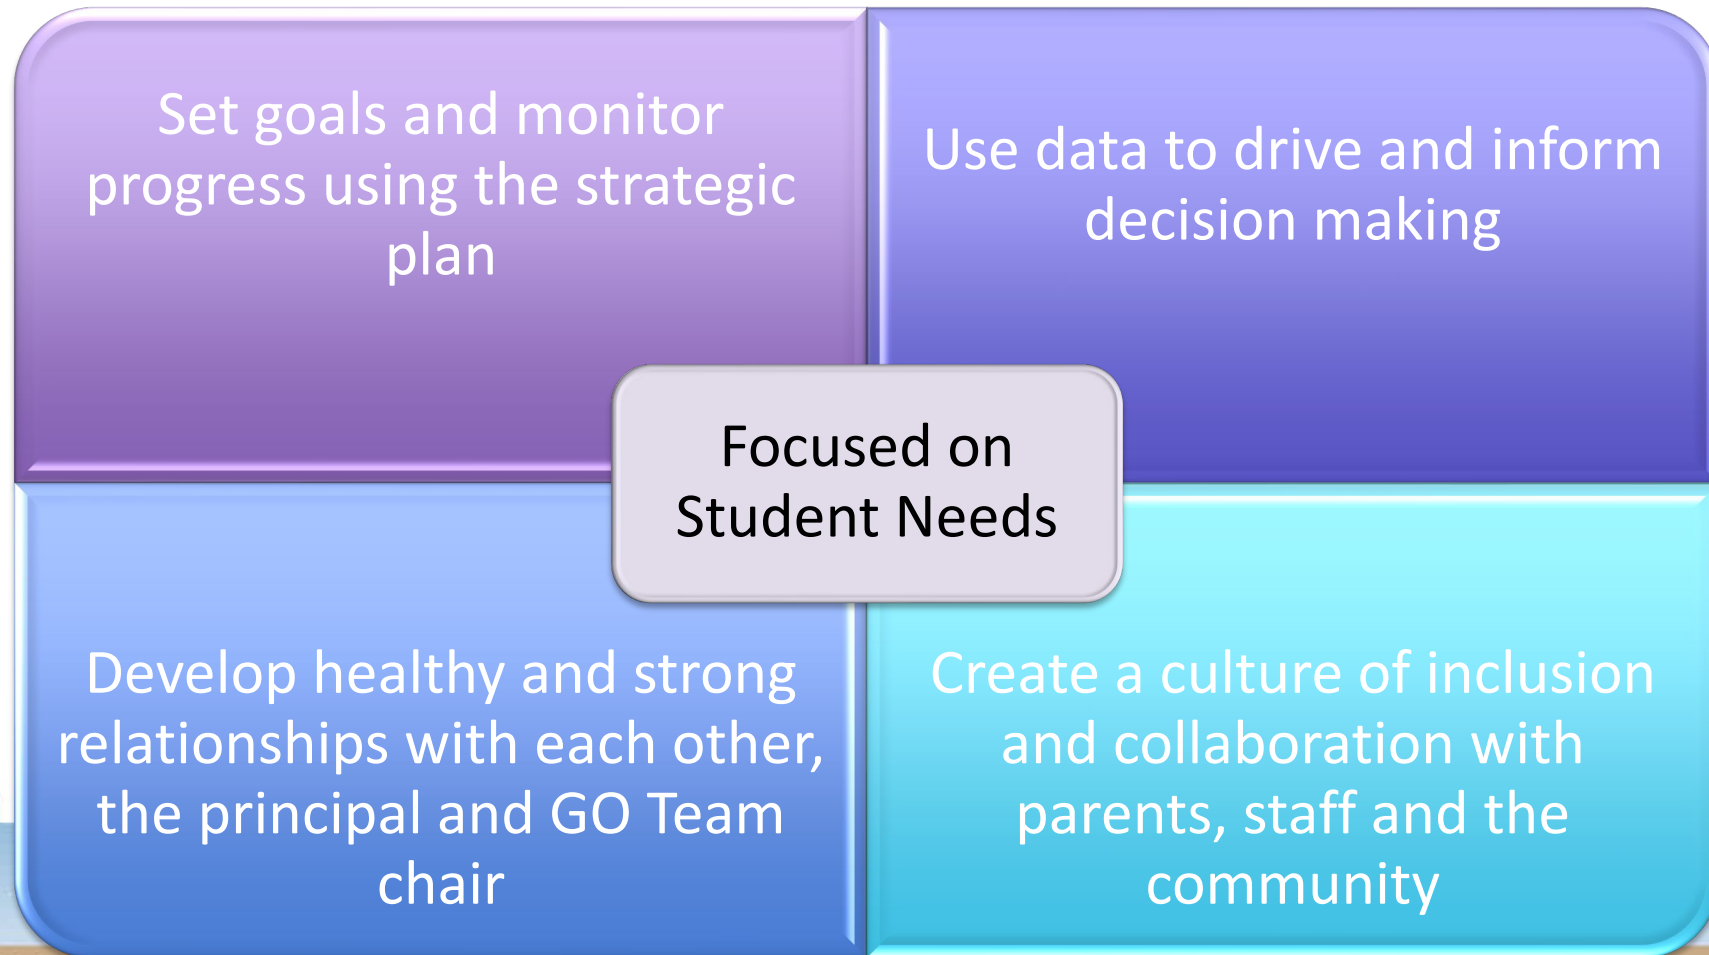 Set goals and monitor
progress using the strategic
plan
Use data to drive and inform
decision making
Focused on
Student Needs
Develop healthy and strong
relationships with each other,
the principal and GO Team
chair
Create a culture of inclusion
and collaboration with
parents, staff and the
community